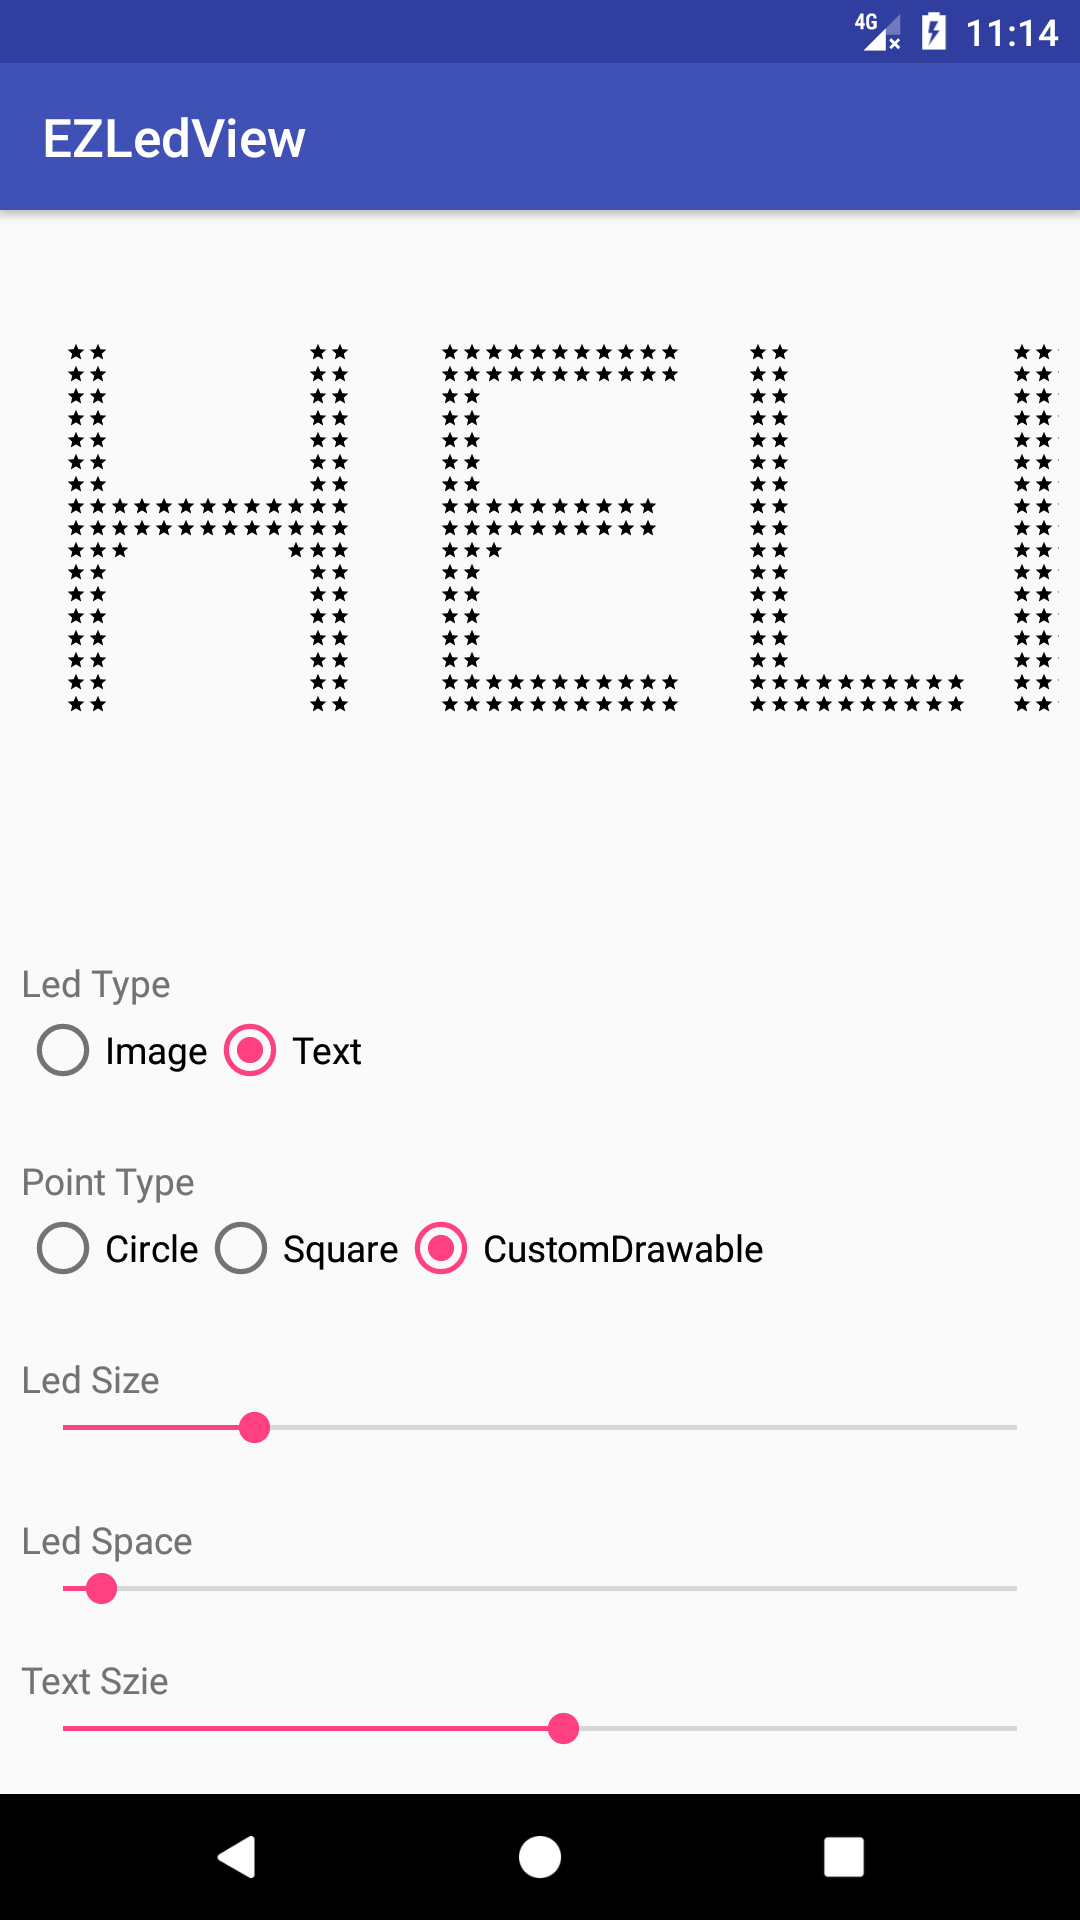 4G 11:14
EZLedView
HEL
Led Type
Image Text
Point Type
Circle Square CustomDrawable
Led Size
Led Space
Text Szie